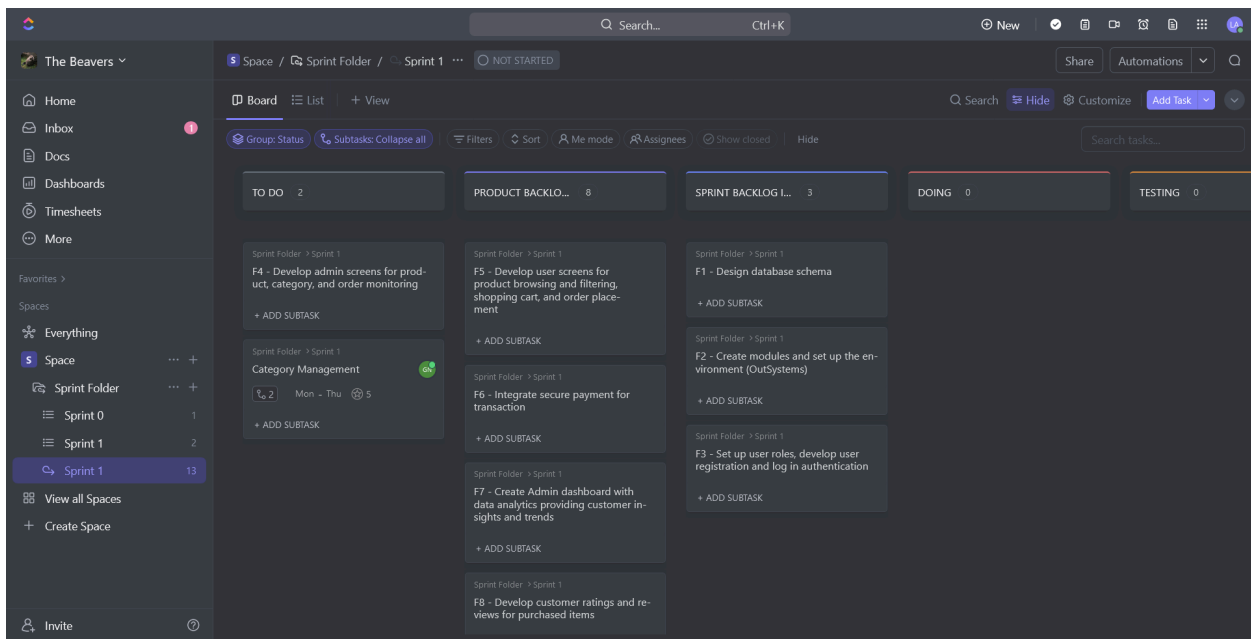 Search... Ctrl+K
New
LA
The Beavers
Home
Inbox 1
Docs
Dashboards
Timesheets
More
Favorites >
Spaces
Everything
S Space ... +
Sprint Folder ... +
Sprint 0 1
Sprint 1 2
Sprint 1 13
View all Spaces
+ Create Space
Invite
S Space / Sprint Folder / Sprint 1 ... NOT STARTED
Share Automations
Board List + View
Search Hide Customize Add Task
Group: Status Subtasks: Collapse all Filters Sort Me mode Assignees Show closed Hide
Search tasks...
TO DO 2
Sprint Folder > Sprint 1
F4 - Develop admin screens for prod-
uct, category, and order monitoring
+ ADD SUBTASK
Sprint Folder > Sprint 1
Category Management
2 Mon - Thu 5
+ ADD SUBTASK
PRODUCT BACKLO... 8
Sprint Folder > Sprint 1
F5 - Develop user screens for
product browsing and filtering,
shopping cart, and order place-
ment
+ ADD SUBTASK
Sprint Folder > Sprint 1
F6 - Integrate secure payment for
transaction
+ ADD SUBTASK
Sprint Folder > Sprint 1
F7 - Create Admin dashboard with
data analytics providing customer in-
sights and trends
+ ADD SUBTASK
Sprint Folder > Sprint 1
F8 - Develop customer ratings and re-
views for purchased items
SPRINT BACKLOG I... 3
Sprint Folder > Sprint 1
F1 - Design database schema
+ ADD SUBTASK
Sprint Folder > Sprint 1
F2 - Create modules and set up the en-
vironment (OutSystems)
+ ADD SUBTASK
Sprint Folder > Sprint 1
F3 - Set up user roles, develop user
registration and log in authentication
+ ADD SUBTASK
DOING 0
TESTING 0